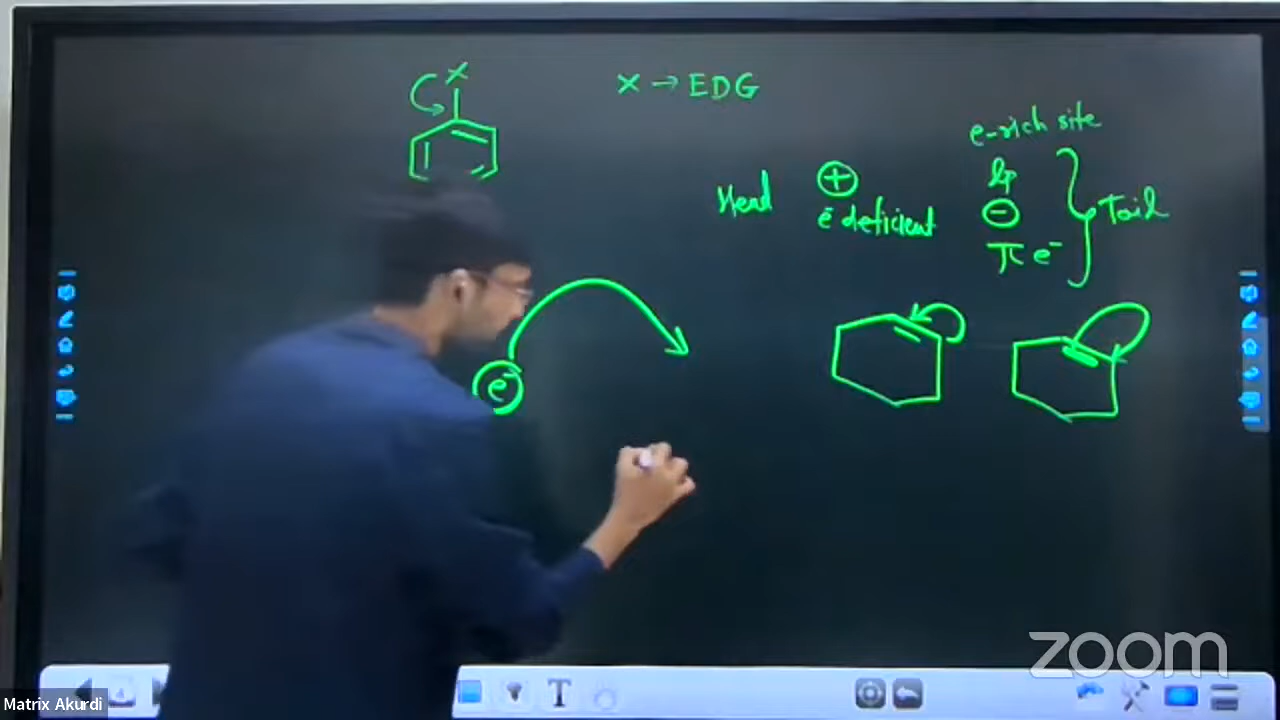 X
X → EDG
e-rich site
lp
Head ⊕ ⊖ Tail
e⁻ deficient
π e⁻
e⁻
zoom
T
Matrix Akurdi